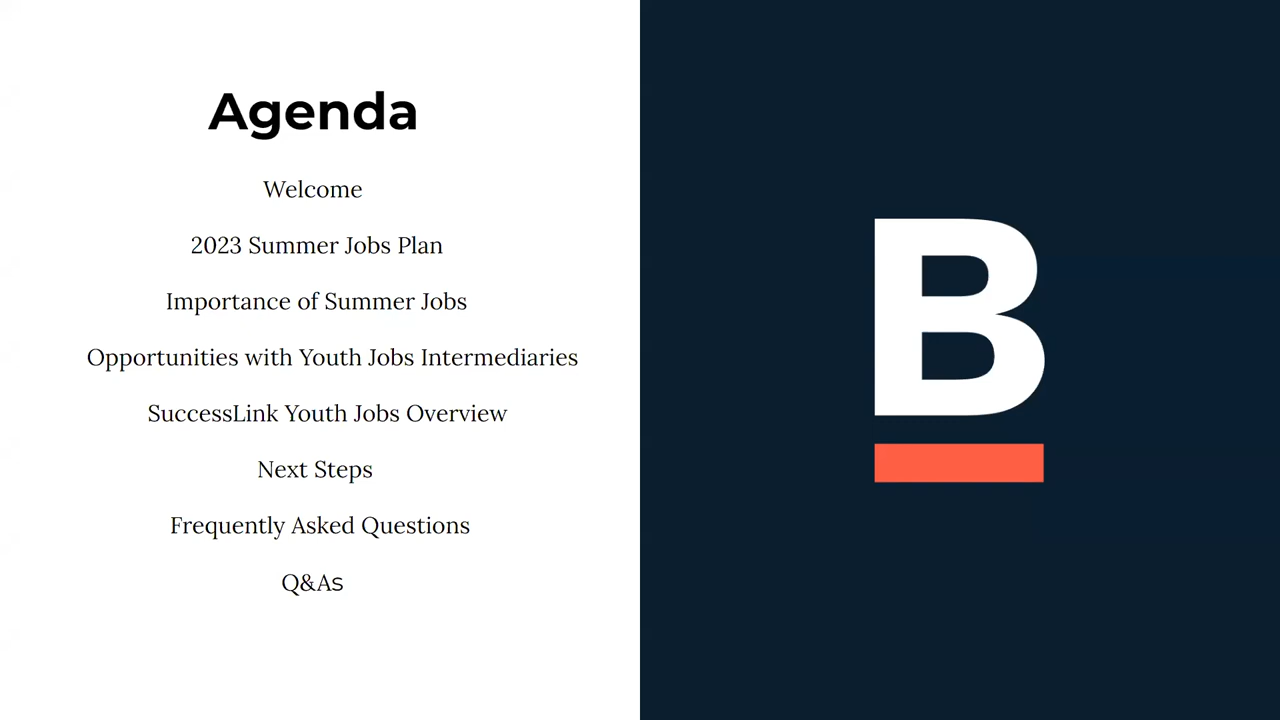 Agenda
Welcome
2023 Summer Jobs Plan
Importance of Summer Jobs
Opportunities with Youth Jobs Intermediaries
SuccessLink Youth Jobs Overview
Next Steps
Frequently Asked Questions
Q&As
B